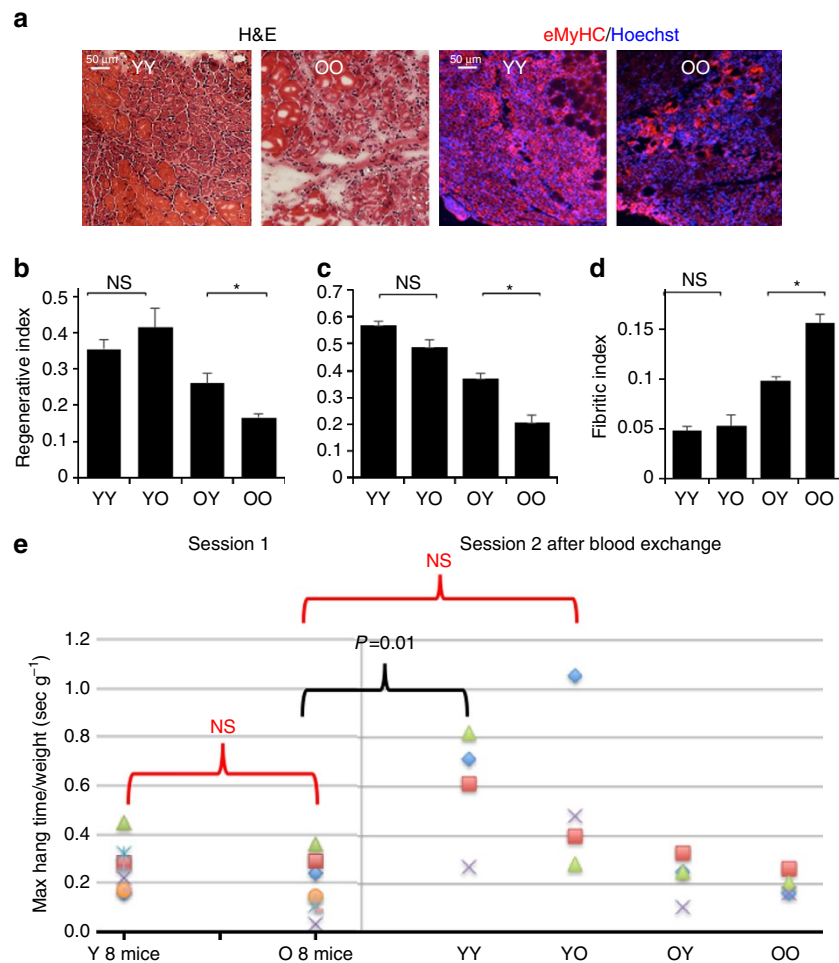 a
H&E
eMyHC/Hoechst
50 μm
YY
OO
50 μm
YY
OO
b
NS
*
Regenerative index
0.5
0.4
0.3
0.2
0.1
0
YY YO OY OO
c
NS
*
0.7
0.6
0.5
0.4
0.3
0.2
0.1
0
YY YO OY OO
d
NS
*
Fibritic index
0.15
0.1
0.05
0
YY YO OY OO
e
Session 1
Session 2 after blood exchange
NS
P=0.01
NS
Max hang time/weight (sec g⁻¹)
1.2
1.0
0.8
0.6
0.4
0.2
0.0
Y 8 mice O 8 mice YY YO OY OO